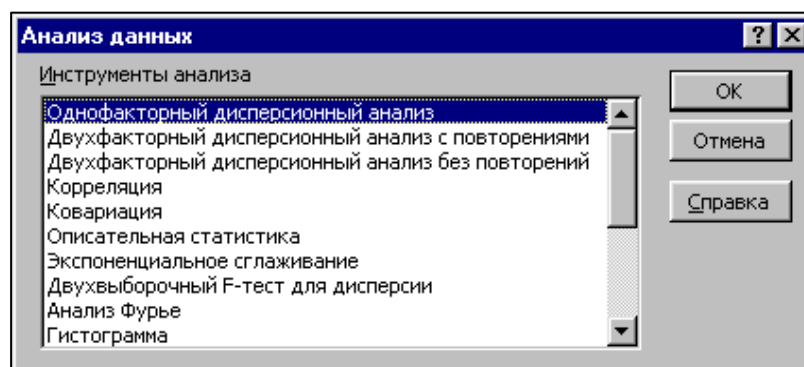 Анализ данных
Инструменты анализа
Однофакторный дисперсионный анализ
Двухфакторный дисперсионный анализ с повторениями
Двухфакторный дисперсионный анализ без повторений
Корреляция
Ковариация
Описательная статистика
Экспоненциальное сглаживание
Двухвыборочный F-тест для дисперсии
Анализ Фурье
Гистограмма
ОК
Отмена
Справка